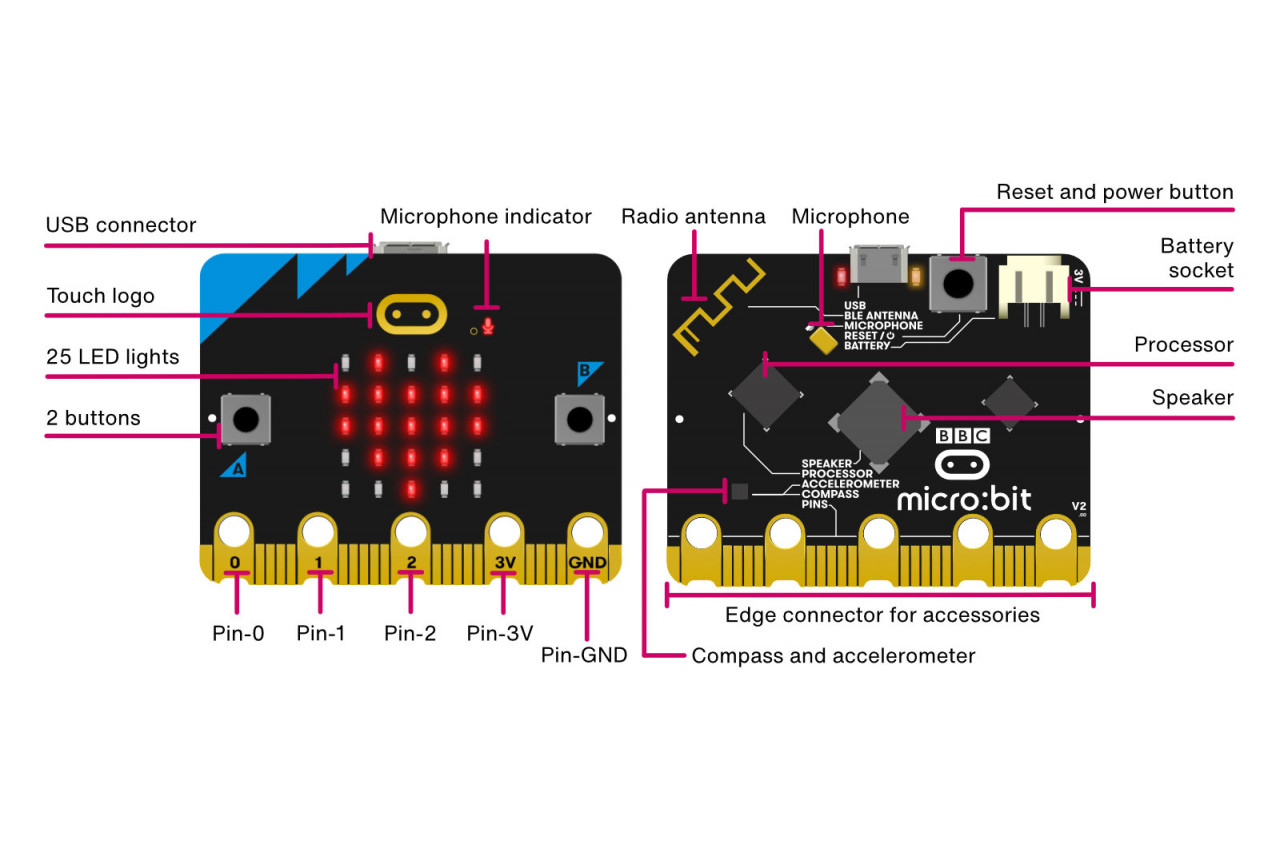 Reset and power button
USB connector
Microphone indicator
Radio antenna
Microphone
Battery
socket
Touch logo
25 LED lights
2 buttons
B
A
0
1
2
3V
GND
Pin-0
Pin-1
Pin-2
Pin-3V
Pin-GND
3V
USB
BLE ANTENNA
MICROPHONE
RESET / ⏻
BATTERY
Processor
Speaker
BBC
micro:bit
SPEAKER
PROCESSOR
ACCELEROMETER
COMPASS
PINS
V2
Edge connector for accessories
Compass and accelerometer